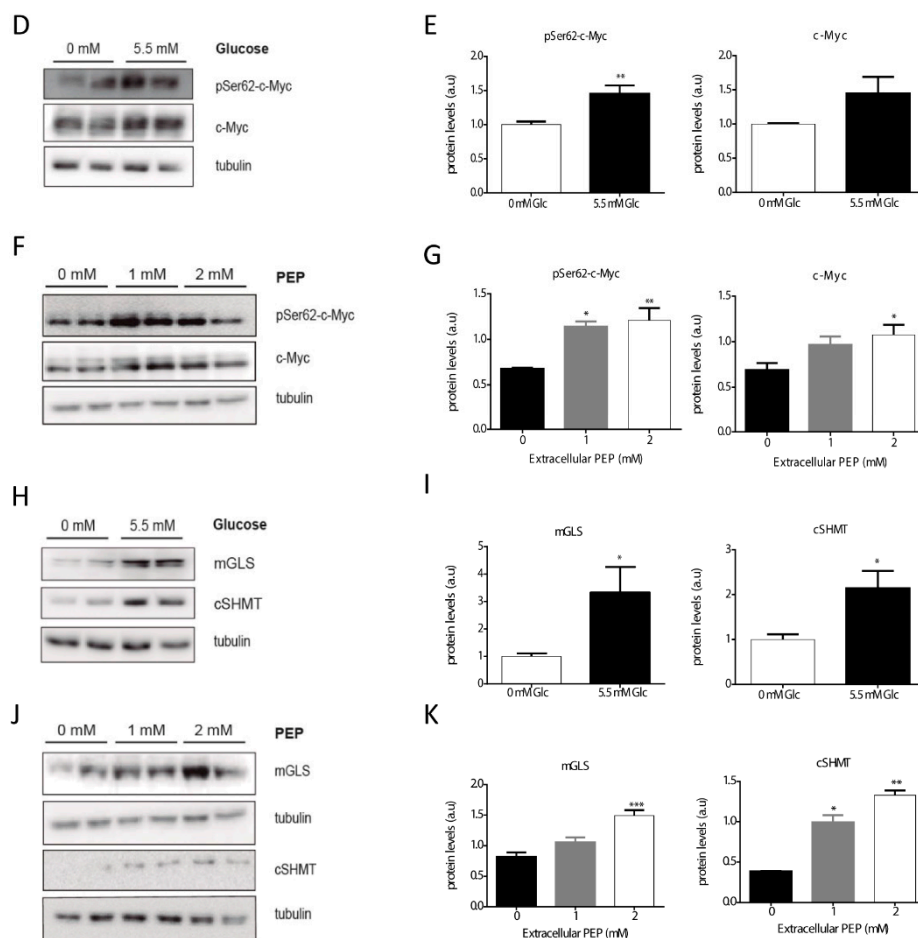 D
0 mM 5.5 mM Glucose
pSer62-c-Myc
c-Myc
tubulin
E
pSer62-c-Myc
protein levels (a.u)
2.0
1.5
1.0
0.5
0.0
**
0 mM Glc 5.5 mM Glc
c-Myc
protein levels (a.u)
2.0
1.5
1.0
0.5
0.0
0 mM Glc 5.5 mM Glc
F
0 mM 1 mM 2 mM PEP
pSer62-c-Myc
c-Myc
tubulin
G
pSer62-c-Myc
protein levels (a.u)
1.5
1.0
0.5
0.0
* **
0 1 2
Extracellular PEP (mM)
c-Myc
protein levels (a.u)
1.5
1.0
0.5
0.0
*
0 1 2
Extracellular PEP (mM)
H
0 mM 5.5 mM Glucose
mGLS
cSHMT
tubulin
I
mGLS
protein levels (a.u)
5
4
3
2
1
0
*
0 mM Glc 5.5 mM Glc
cSHMT
protein levels (a.u)
3
2
1
0
*
0 mM Glc 5.5 mM Glc
J
0 mM 1 mM 2 mM PEP
mGLS
tubulin
cSHMT
tubulin
K
mGLS
protein levels (a.u)
2.0
1.5
1.0
0.5
0.0
***
0 1 2
Extracellular PEP (mM)
cSHMT
protein levels (a.u)
1.5
1.0
0.5
0.0
* **
0 1 2
Extracellular PEP (mM)